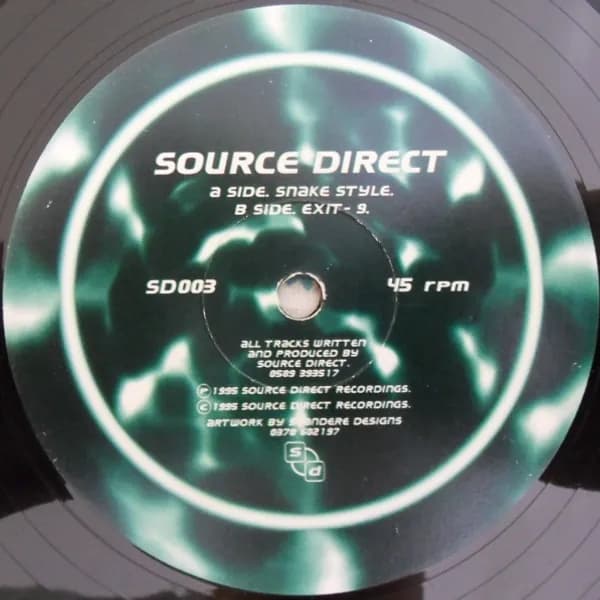 SOURCE DIRECT
A SIDE. SNAKE STYLE.
B SIDE. EXIT - 9.
SD003
45 rpm
ALL TRACKS WRITTEN
AND PRODUCED BY
SOURCE DIRECT.
0589 393517
℗ 1995 SOURCE DIRECT RECORDINGS.
© 1995 SOURCE DIRECT RECORDINGS.
ARTWORK BY DESIGNS
0378 602197
s
d